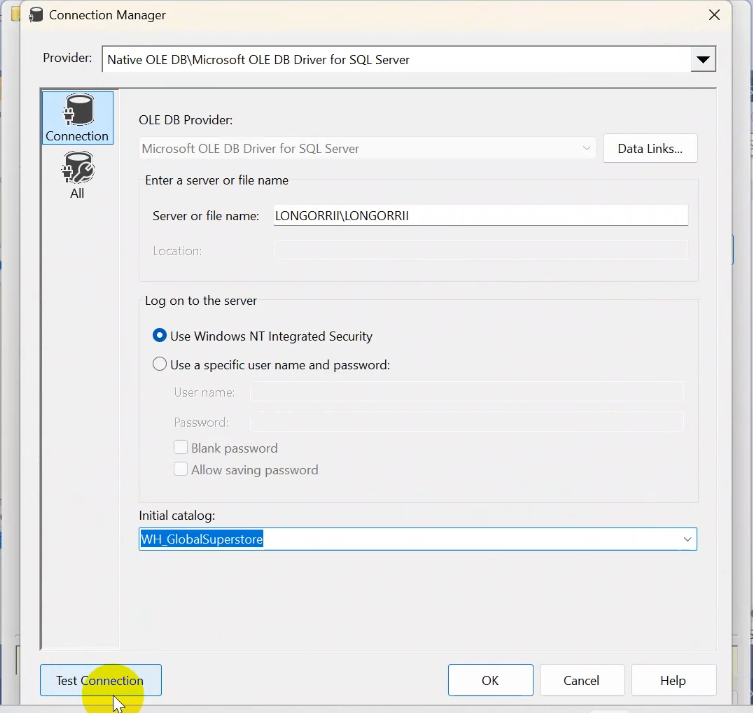 Connection Manager
Provider: Native OLE DB\Microsoft OLE DB Driver for SQL Server
Connection
All
OLE DB Provider:
Microsoft OLE DB Driver for SQL Server
Data Links...
Enter a server or file name
Server or file name: LONGORRII\LONGORRII
Location:
Log on to the server
Use Windows NT Integrated Security
Use a specific user name and password:
User name:
Password:
Blank password
Allow saving password
Initial catalog:
WH_GlobalSuperstore
Test Connection
OK
Cancel
Help